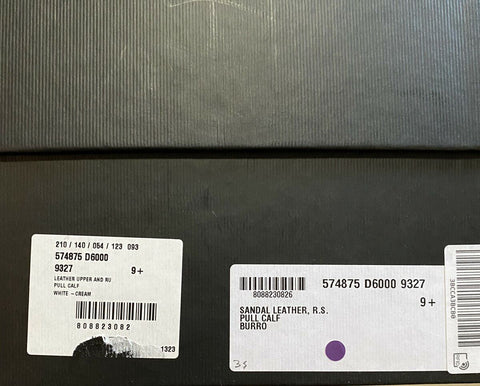 210 / 140 / 054 / 123 093
574875 D6000
9327 9+
LEATHER UPPER AND RU
PULL CALF
WHITE - CREAM
808823082
1323
8088230826
574875 D6000 9327
9+
SANDAL LEATHER, R.S.
PULL CALF
BURRO